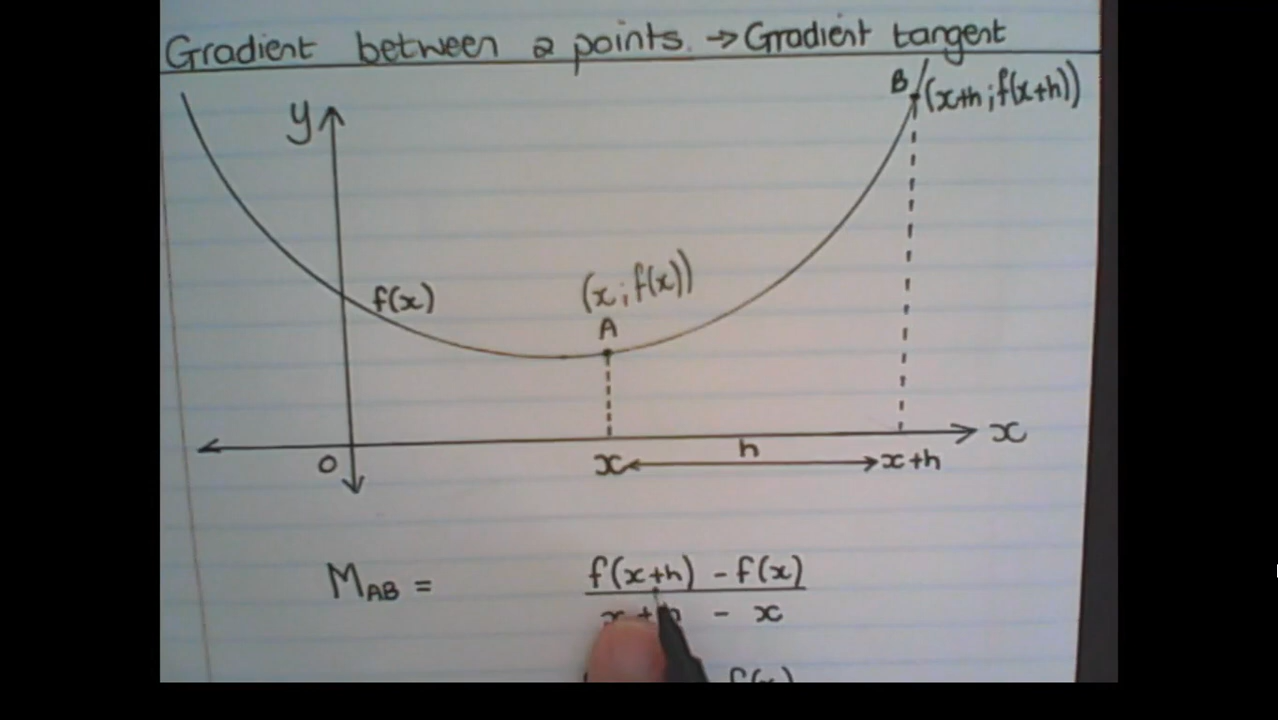 Gradient between 2 points. → Gradient tangent
B (x+h ; f(x+h))
y
(x ; f(x))
f(x)
A
x
h
0
x
x+h
M_AB = f(x+h) - f(x)
x+h - x
f(x)